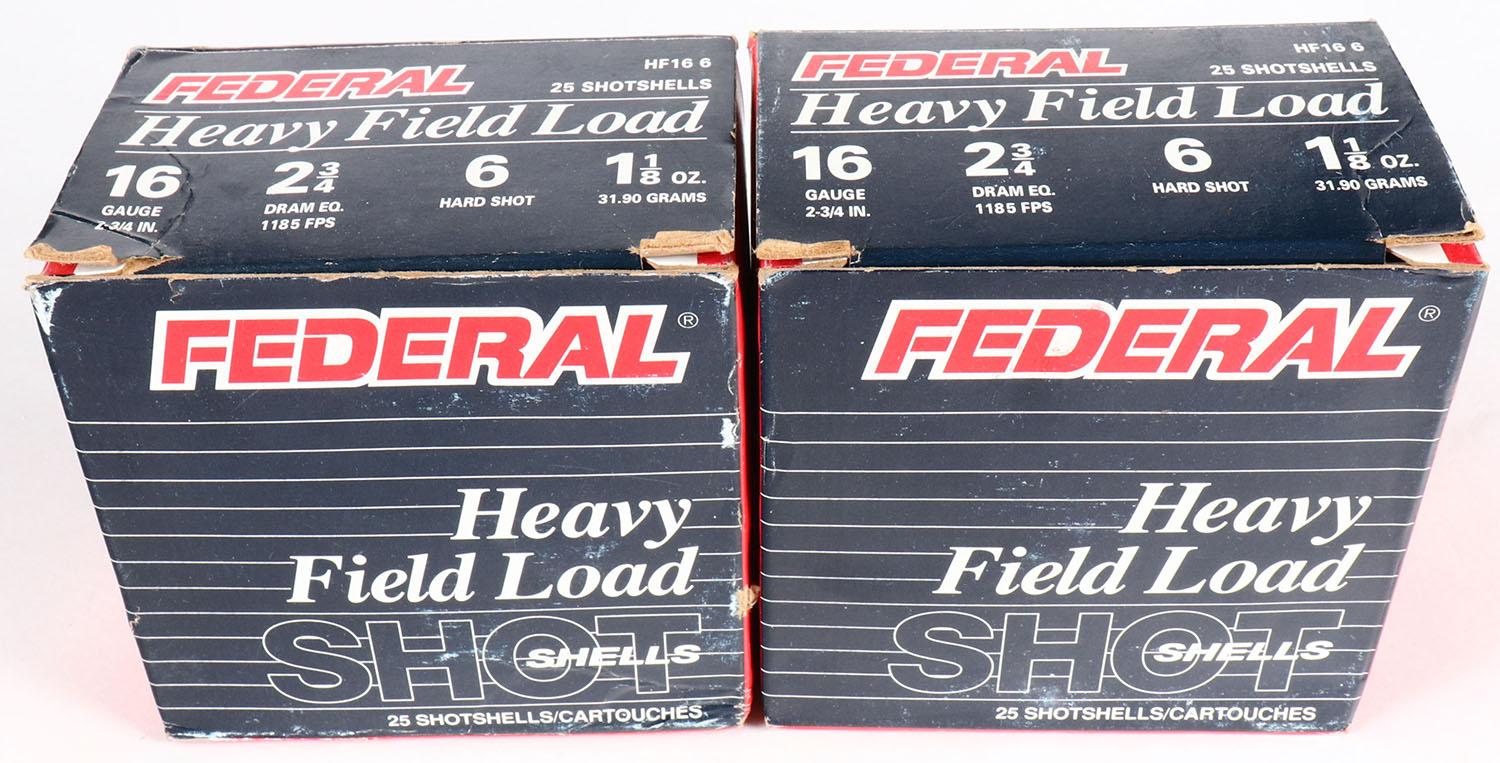 FEDERAL
HF16 6
25 SHOTSHELLS
Heavy Field Load
16 2 3/4 6 1 1/8 OZ.
GAUGE DRAM EQ. HARD SHOT 31.90 GRAMS
2-3/4 IN. 1185 FPS
FEDERAL®
Heavy
Field Load
SHOT
SHELLS
25 SHOTSHELLS/CARTOUCHES
FEDERAL
HF16 6
25 SHOTSHELLS
Heavy Field Load
16 2 3/4 6 1 1/8 OZ.
GAUGE DRAM EQ. HARD SHOT 31.90 GRAMS
2-3/4 IN. 1185 FPS
FEDERAL®
Heavy
Field Load
SHOT
SHELLS
25 SHOTSHELLS/CARTOUCHES